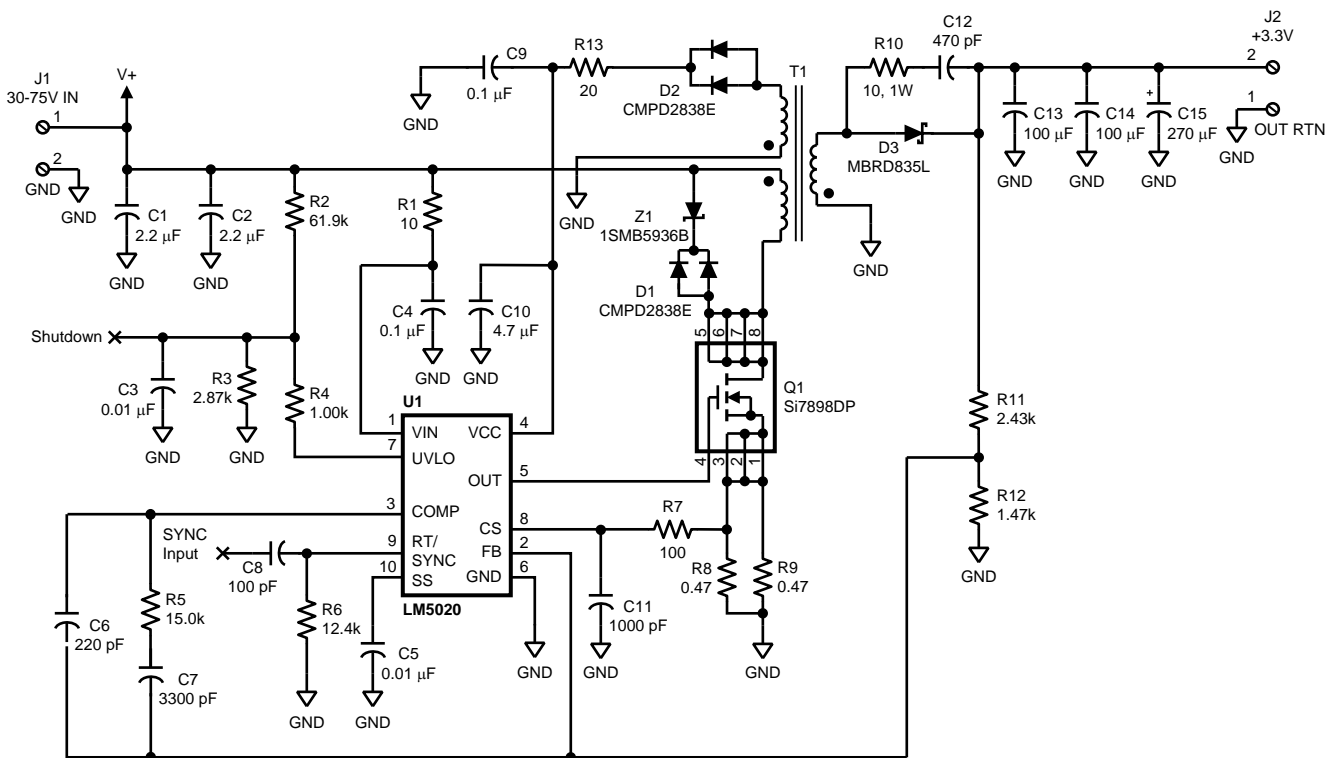 J1
30-75V IN
1
2
GND
GND
V+
C1
2.2 μF
GND
C2
2.2 μF
GND
R2
61.9k
Shutdown
C3
0.01 μF
GND
R3
2.87k
GND
R4
1.00k
R1
10
C4
0.1 μF
GND
C10
4.7 μF
GND
GND
C9
0.1 μF
R13
20
D2
CMPD2838E
GND
T1
Z1
1SMB5936B
D1
CMPD2838E
R10
10, 1W
C12
470 pF
D3
MBRD835L
GND
C13
100 μF
GND
C14
100 μF
GND
+
C15
270 μF
GND
J2
+3.3V
2
1
OUT RTN
GND
5
6
7
8
Q1
Si7898DP
4
3
2
1
U1
1
VIN
VCC
4
7
UVLO
OUT
5
3
COMP
CS
8
9
RT/
SYNC
FB
2
10
SS
GND
6
LM5020
SYNC
Input
C8
100 pF
R6
12.4k
GND
C5
0.01 μF
GND
C6
220 pF
R5
15.0k
C7
3300 pF
GND
C11
1000 pF
GND
R7
100
R8
0.47
R9
0.47
GND
R11
2.43k
R12
1.47k
GND